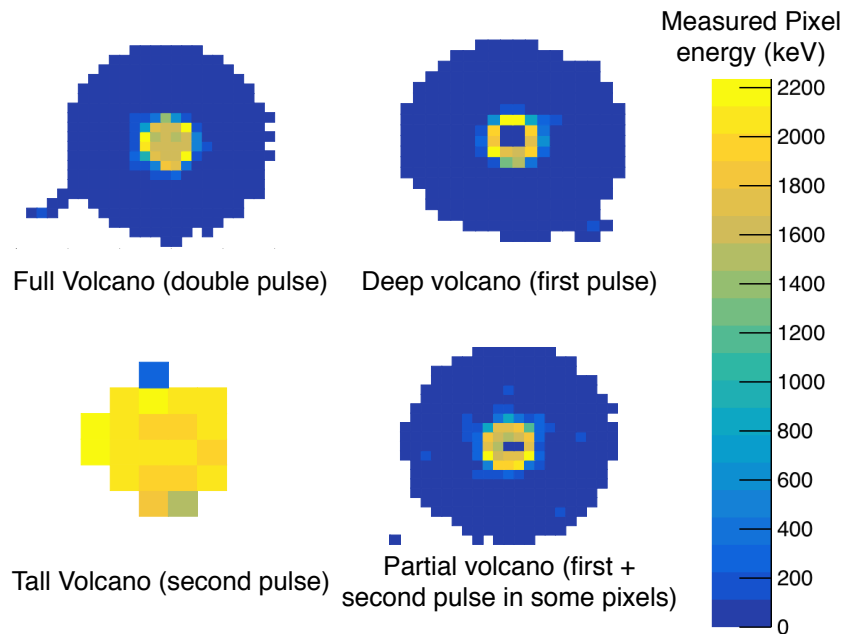 Measured Pixel
energy (keV)
Full Volcano (double pulse)
Deep volcano (first pulse)
Tall Volcano (second pulse)
Partial volcano (first +
second pulse in some pixels)
2200
2000
1800
1600
1400
1200
1000
800
600
400
200
0